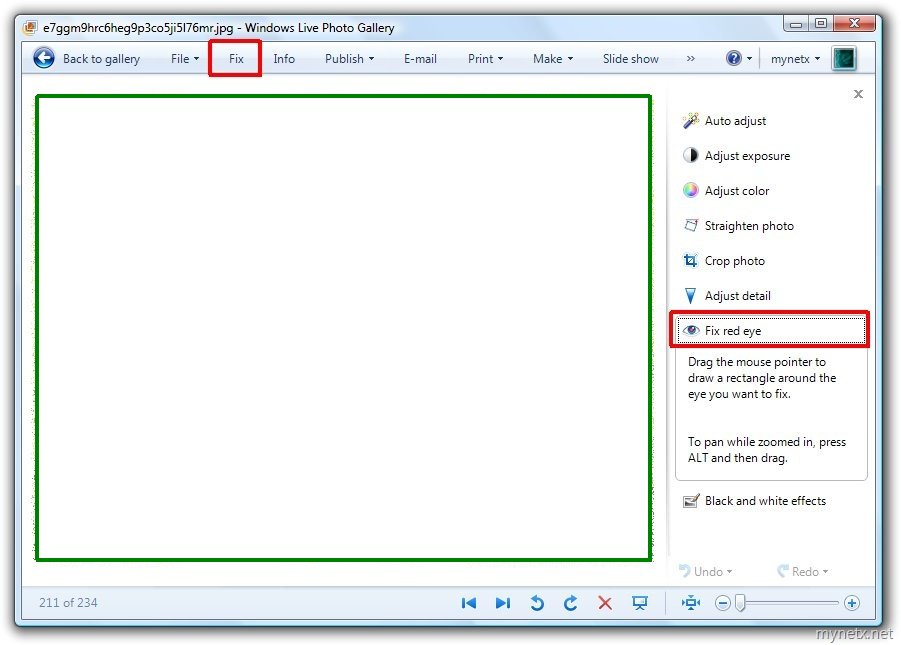 e7ggm9hrc6heg9p3co5ji5l76mr.jpg - Windows Live Photo Gallery
Back to gallery File Fix Info Publish E-mail Print Make Slide show » ? mynetx
Auto adjust
Adjust exposure
Adjust color
Straighten photo
Crop photo
Adjust detail
Fix red eye
Drag the mouse pointer to
draw a rectangle around the
eye you want to fix.
To pan while zoomed in, press
ALT and then drag.
Black and white effects
Undo Redo
211 of 234
mynetx.net